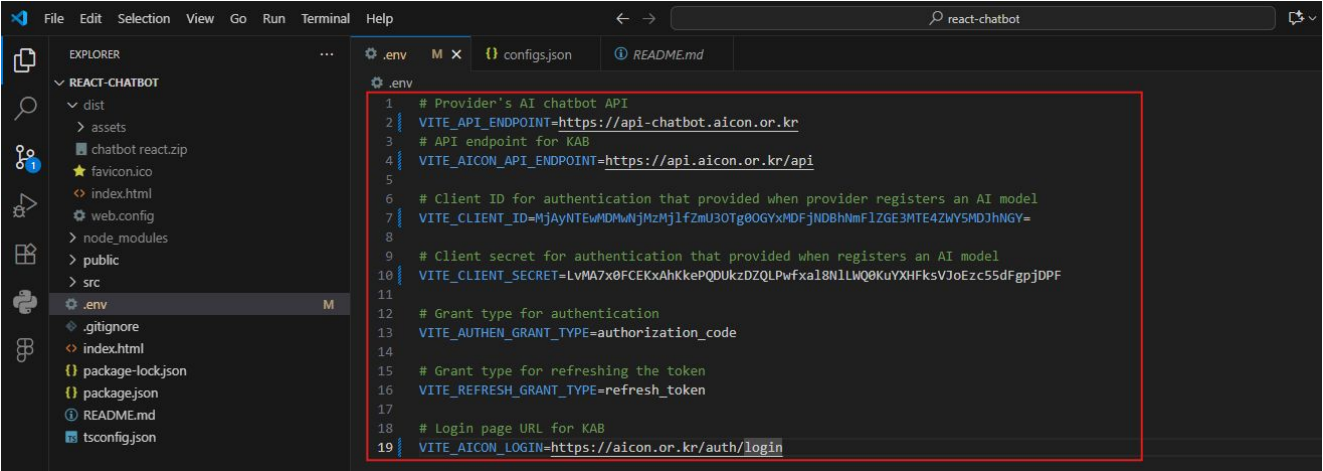 File Edit Selection View Go Run Terminal Help
react-chatbot
EXPLORER
.env M
configs.json
README.md
REACT-CHATBOT
.env
dist
assets
chatbot react.zip
favicon.ico
index.html
web.config
node_modules
public
src
.env M
.gitignore
index.html
package-lock.json
package.json
README.md
tsconfig.json
1
1 # Provider's AI chatbot API
2 VITE_API_ENDPOINT=https://api-chatbot.aicon.or.kr
3 # API endpoint for KAB
4 VITE_AICON_API_ENDPOINT=https://api.aicon.or.kr/api
5
6 # Client ID for authentication that provided when provider registers an AI model
7 VITE_CLIENT_ID=MjAyNTEwMDMwNjMzMjlfZmU3OTg0OGYxMDFjNDBhNmFlZGE3MTE4ZWY5MDJhNGY=
8
9 # Client secret for authentication that provided when registers an AI model
10 VITE_CLIENT_SECRET=LvMA7x0FCEKxAhKkePQDUkzDZQLPwfxal8NlLWQ0KuYXHFksVJoEzc55dFgpjDPF
11
12 # Grant type for authentication
13 VITE_AUTHEN_GRANT_TYPE=authorization_code
14
15 # Grant type for refreshing the token
16 VITE_REFRESH_GRANT_TYPE=refresh_token
17
18 # Login page URL for KAB
19 VITE_AICON_LOGIN=https://aicon.or.kr/auth/login